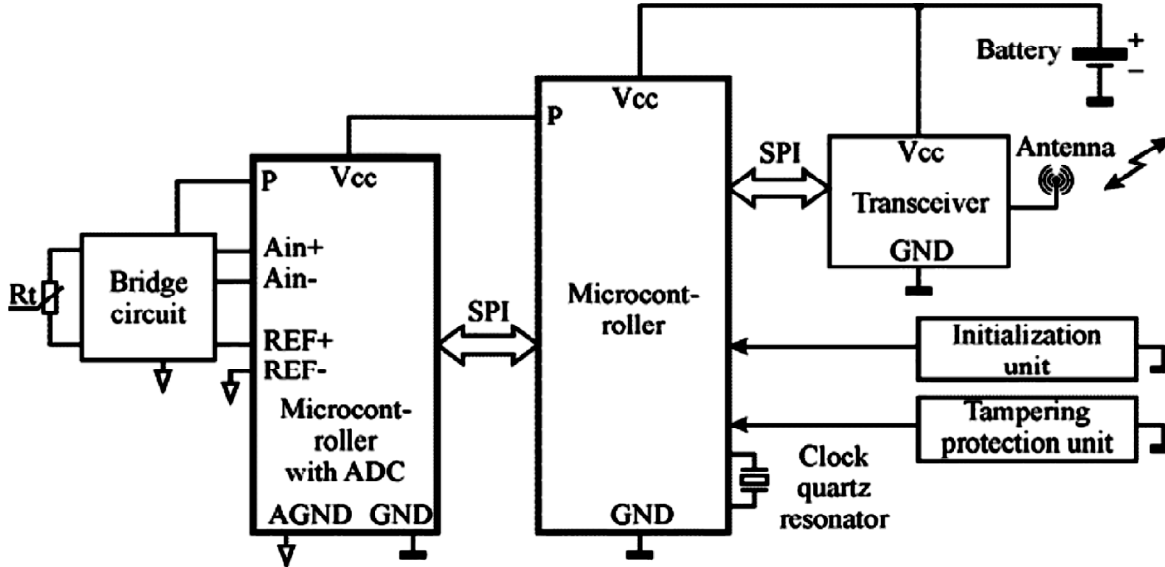 Vcc
Battery
+
−
P
Vcc
P
Ain+
Ain-
REF+
REF-
Rt
Bridge
circuit
Microcont-
roller
with ADC
AGND
GND
SPI
Microcont-
roller
GND
SPI
Vcc
Transceiver
GND
Antenna
Initialization
unit
Tampering
protection unit
Clock
quartz
resonator